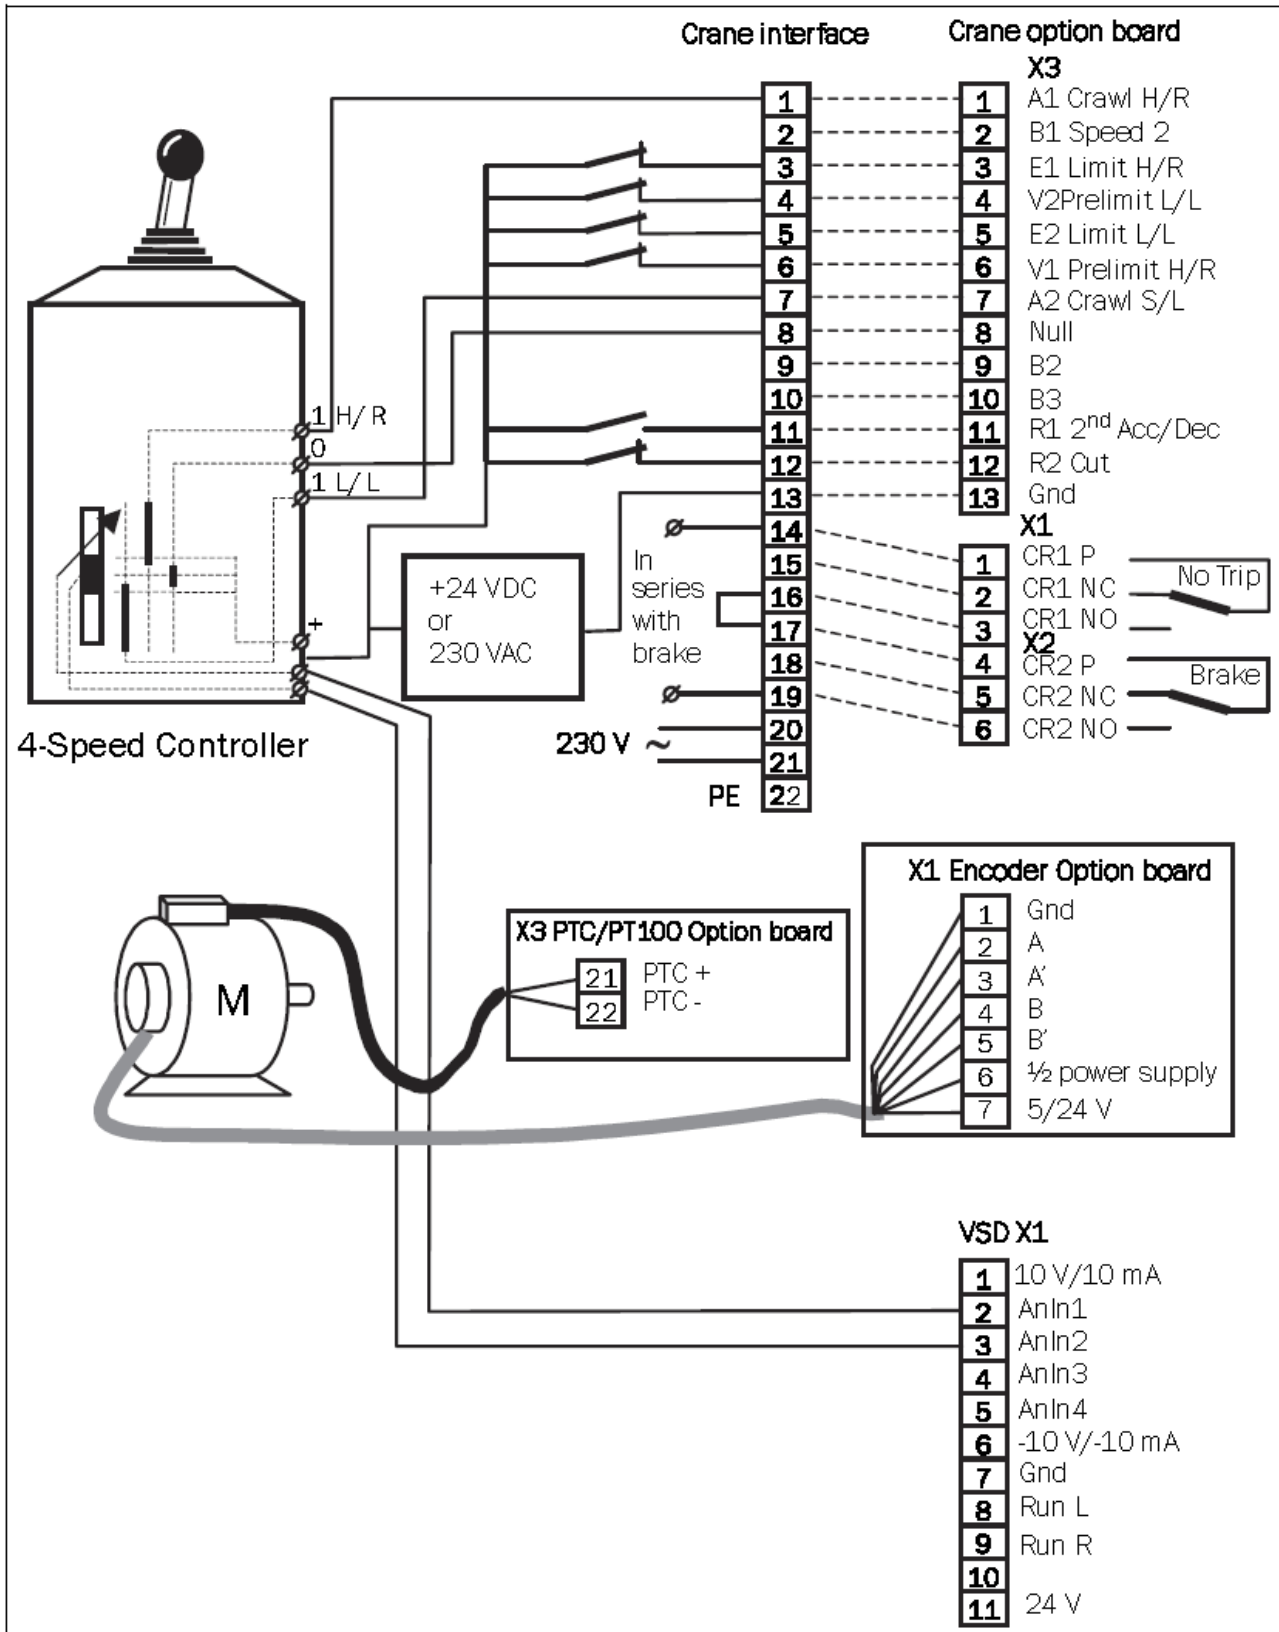 Crane interface
Crane option board
X3
1 1 A1 Crawl H/R
2 2 B1 Speed 2
3 3 E1 Limit H/R
4 4 V2Prelimit L/L
5 5 E2 Limit L/L
6 6 V1 Prelimit H/R
7 7 A2 Crawl S/L
8 8 Null
9 9 B2
10 10 B3
11 11 R1 2nd Acc/Dec
12 12 R2 Cut
13 13 Gnd
1 H/R
0
1 L/L
+
4-Speed Controller
+24 VDC
or
230 VAC
In
series
with
brake
14
15
16
17
18
19
20
21
22
230 V ~
PE
X1
1 CR1 P
2 CR1 NC
3 CR1 NO
No Trip
X2
4 CR2 P
5 CR2 NC
6 CR2 NO
Brake
M
X3 PTC/PT100 Option board
21 PTC +
22 PTC -
X1 Encoder Option board
1 Gnd
2 A
3 A'
4 B
5 B'
6 ½ power supply
7 5/24 V
VSD X1
1 10 V/10 mA
2 AnIn1
3 AnIn2
4 AnIn3
5 AnIn4
6 -10 V/-10 mA
7 Gnd
8 Run L
9 Run R
10
11 24 V